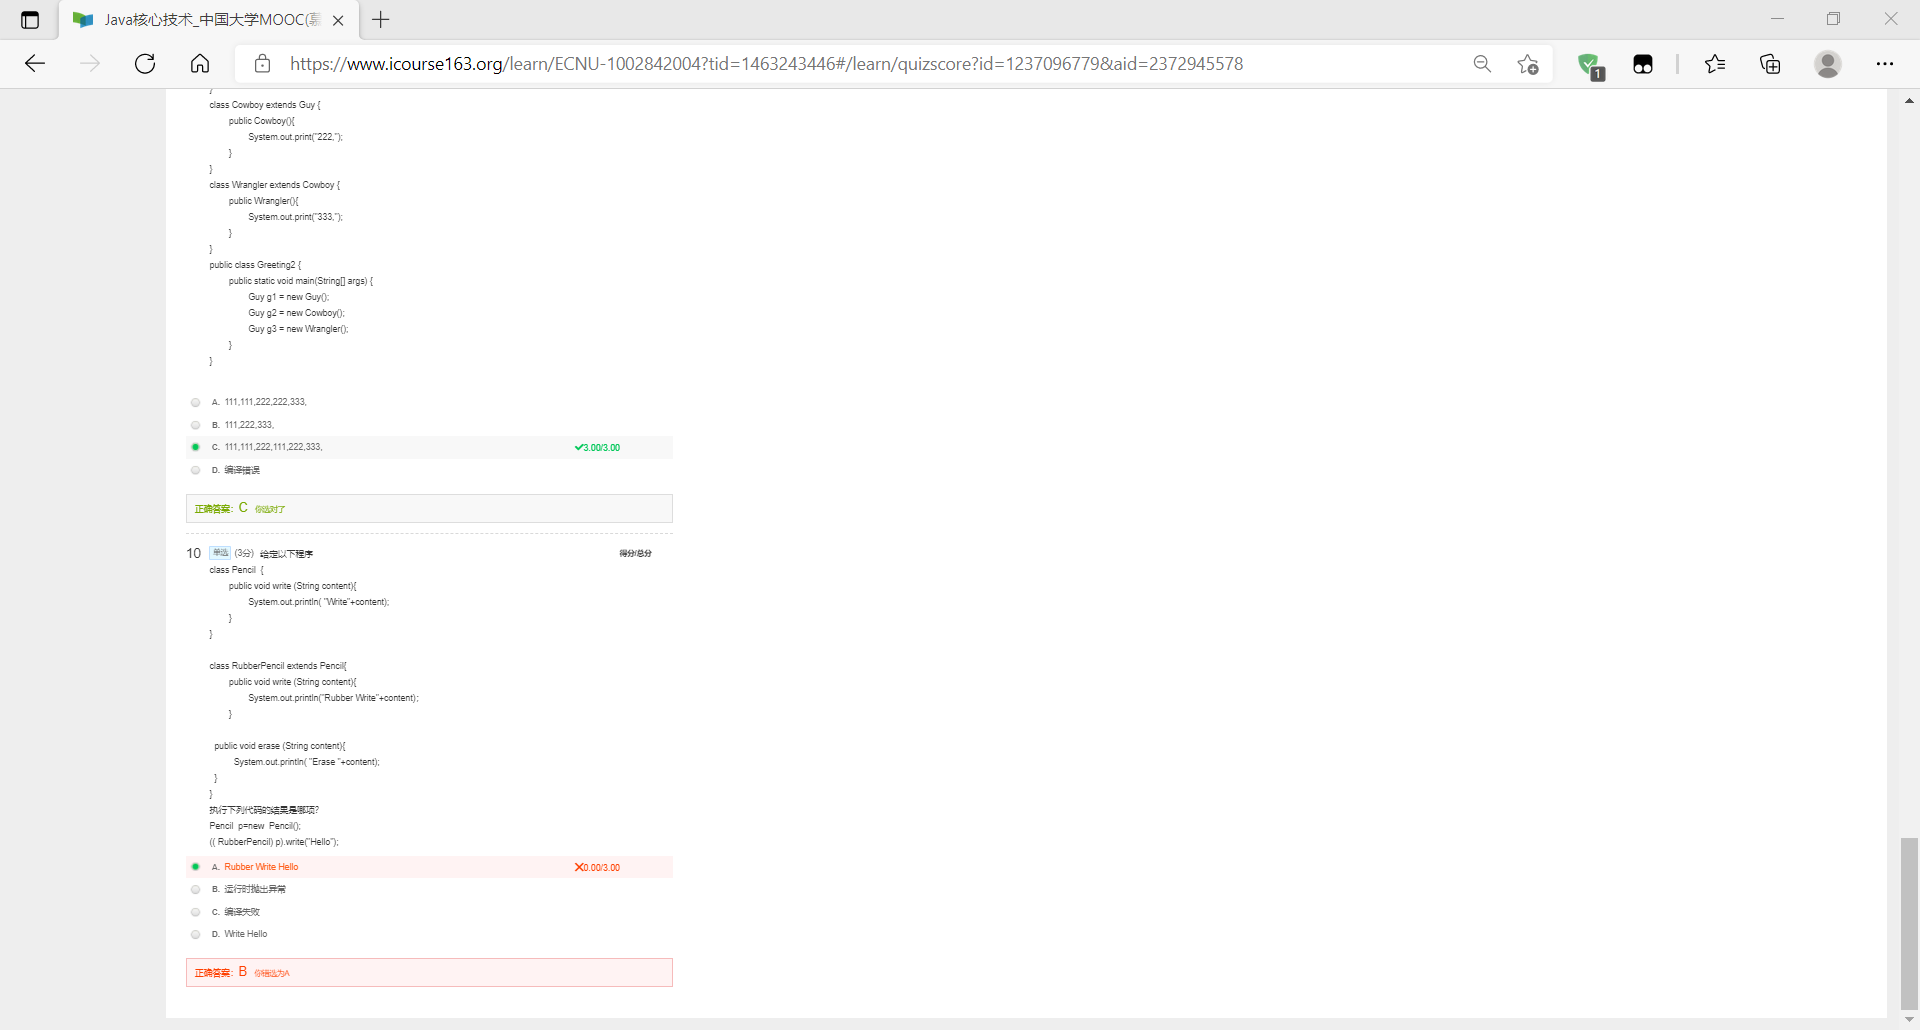 Java核心技术_中国大学MOOC(慕
https://www.icourse163.org/learn/ECNU-1002842004?tid=1463243446#/learn/quizscore?id=1237096779&aid=2372945578
1
}
class Cowboy extends Guy {
public Cowboy(){
System.out.print("222,");
}
}
class Wrangler extends Cowboy {
public Wrangler(){
System.out.print("333,");
}
}
public class Greeting2 {
public static void main(String[] args) {
Guy g1 = new Guy();
Guy g2 = new Cowboy();
Guy g3 = new Wrangler();
}
}
A. 111,111,222,222,333,
B. 111,222,333,
C. 111,111,222,111,222,333, 3.00/3.00
D. 编译错误
正确答案：C 你选对了
10 单选 (3分) 给定以下程序 得分/总分
class Pencil {
public void write (String content){
System.out.println( "Write"+content);
}
}
class RubberPencil extends Pencil{
public void write (String content){
System.out.println("Rubber Write"+content);
}
public void erase (String content){
System.out.println( "Erase "+content);
}
}
执行下列代码的结果是哪项?
Pencil p=new Pencil();
(( RubberPencil) p).write("Hello");
A. Rubber Write Hello 0.00/3.00
B. 运行时抛出异常
C. 编译失败
D. Write Hello
正确答案：B 你错选为A